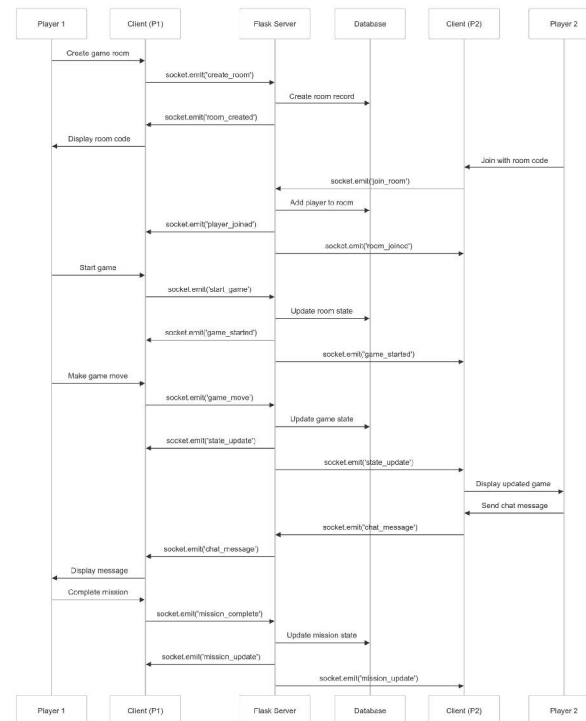 Player 1
Client (P1)
Flask Server
Database
Client (P2)
Player 2
Create game room
socket.emit('create_room')
Create room record
socket.emit('room_created')
Display room code
Join with room code
socket.emit('join_room')
Add player to room
socket.emit('player_joined')
socket.emit('room_joined')
Start game
socket.emit('start_game')
Update room state
socket.emit('game_started')
socket.emit('game_started')
Make game move
socket.emit('game_move')
Update game state
socket.emit('state_update')
socket.emit('state_update')
Display updated game
Send chat message
socket.emit('chat_message')
socket.emit('chat_message')
Display message
Complete mission
socket.emit('mission_complete')
Update mission state
socket.emit('mission_update')
socket.emit('mission_update')
Player 1
Client (P1)
Flask Server
Database
Client (P2)
Player 2